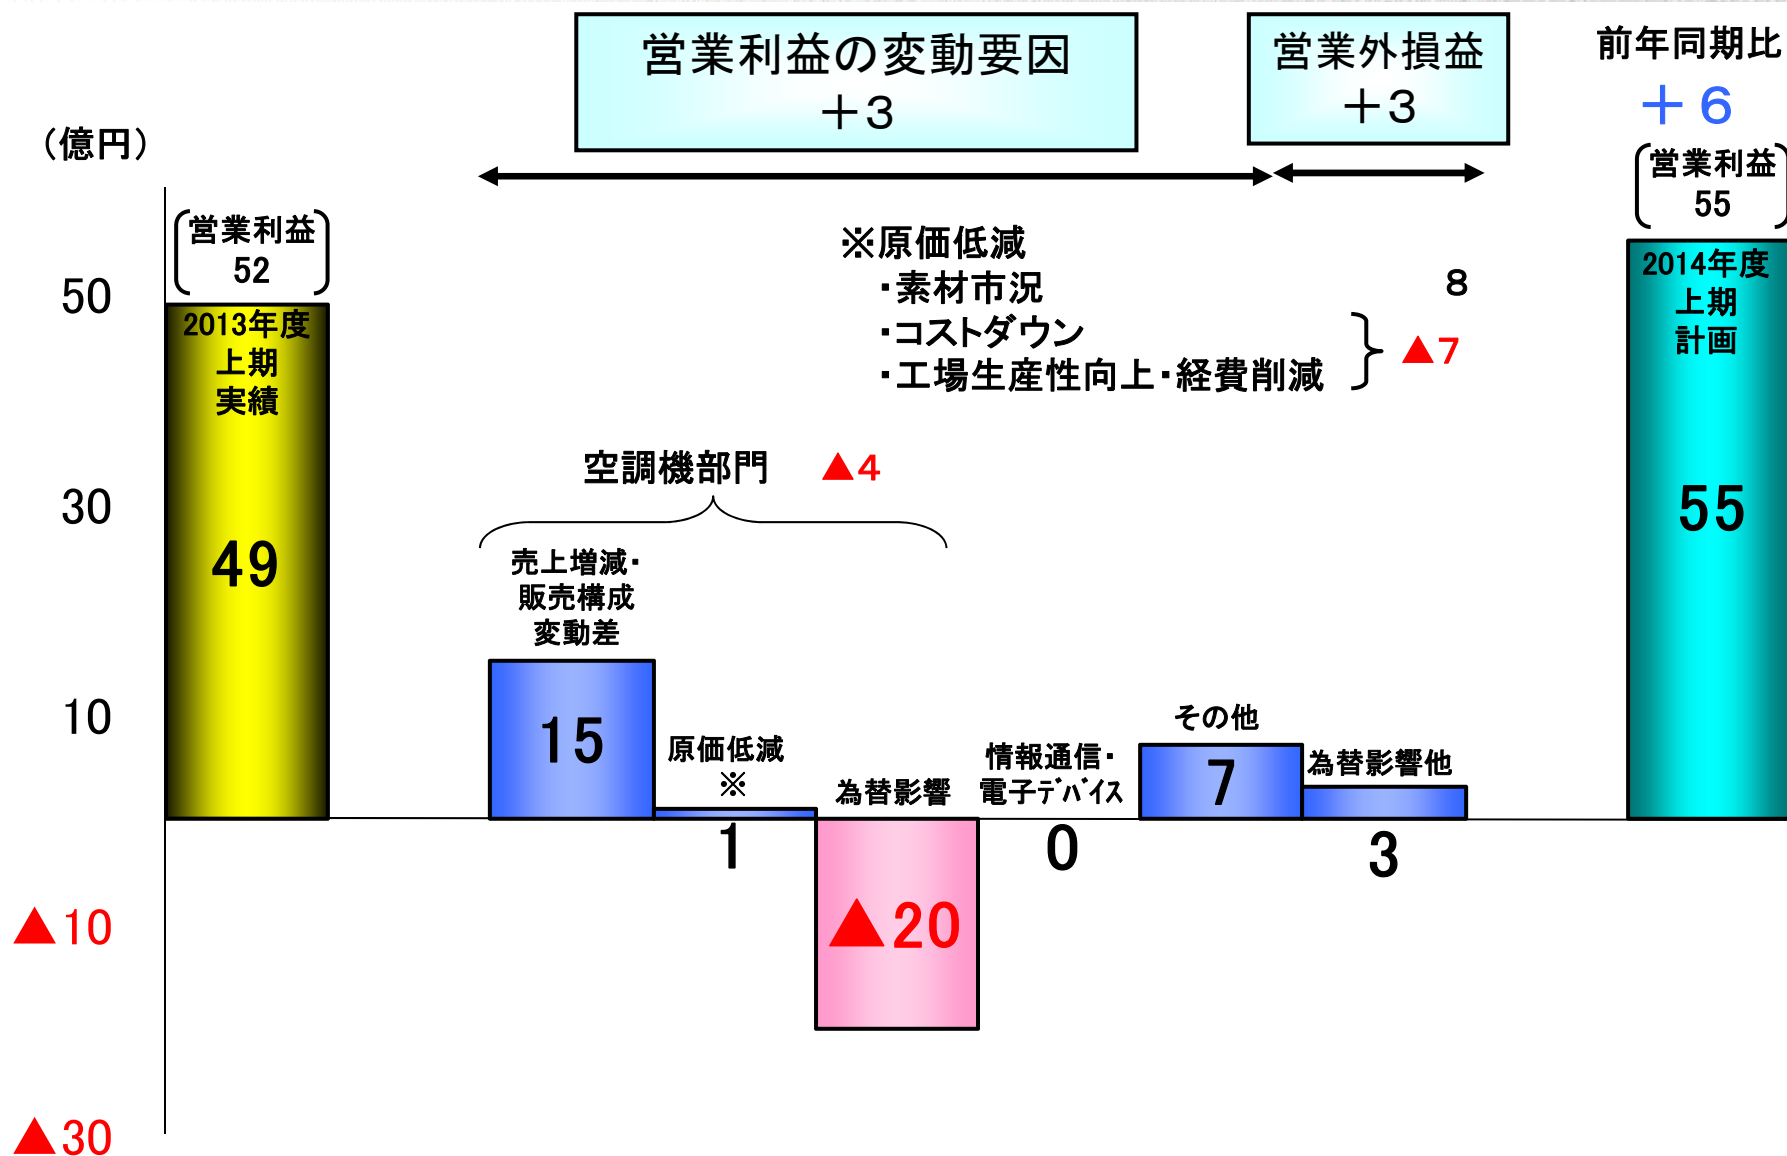 営業利益の変動要因
+3
営業外損益
+3
前年同期比
+6
(億円)
営業利益
52
営業利益
55
※原価低減
・素材市況 8
・コストダウン
・工場生産性向上・経費削減
▲7
50
30
10
▲10
▲30
2013年度
上期
実績
49
空調機部門 ▲4
売上増減・
販売構成
変動差
15
原価低減
※
1
為替影響
▲20
情報通信・
電子ﾃﾞﾊﾞｲｽ
0
その他
7
為替影響他
3
2014年度
上期
計画
55